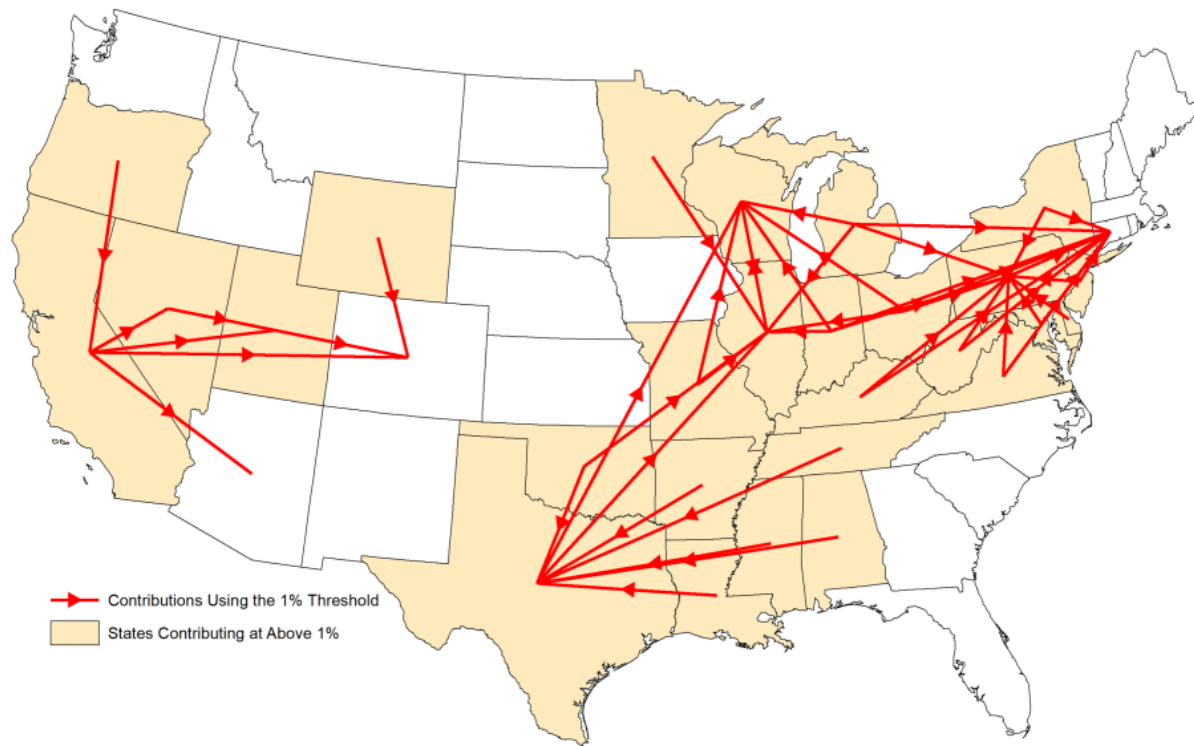 Contributions Using the 1% Threshold
States Contributing at Above 1%